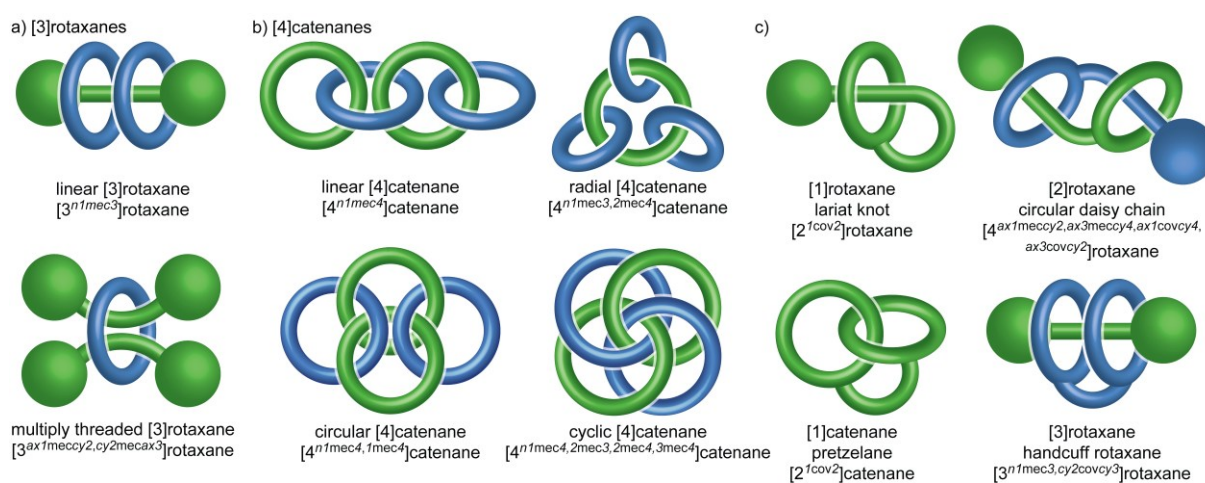 a) [3]rotaxanes
b) [4]catenanes
c)
linear [3]rotaxane
[3n1mec3]rotaxane
linear [4]catenane
[4n1mec4]catenane
radial [4]catenane
[4n1mec3,2mec4]catenane
[1]rotaxane
lariat knot
[21cov2]rotaxane
[2]rotaxane
circular daisy chain
[4ax1meccy2,ax3meccy4,ax1covcy4,
ax3covcy2]rotaxane
multiply threaded [3]rotaxane
[3ax1meccy2,cy2mecax3]rotaxane
circular [4]catenane
[4n1mec4,1mec4]catenane
cyclic [4]catenane
[4n1mec4,2mec3,2mec4,3mec4]catenane
[1]catenane
pretzelane
[21cov2]catenane
[3]rotaxane
handcuff rotaxane
[3n1mec3,cy2covcy3]rotaxane